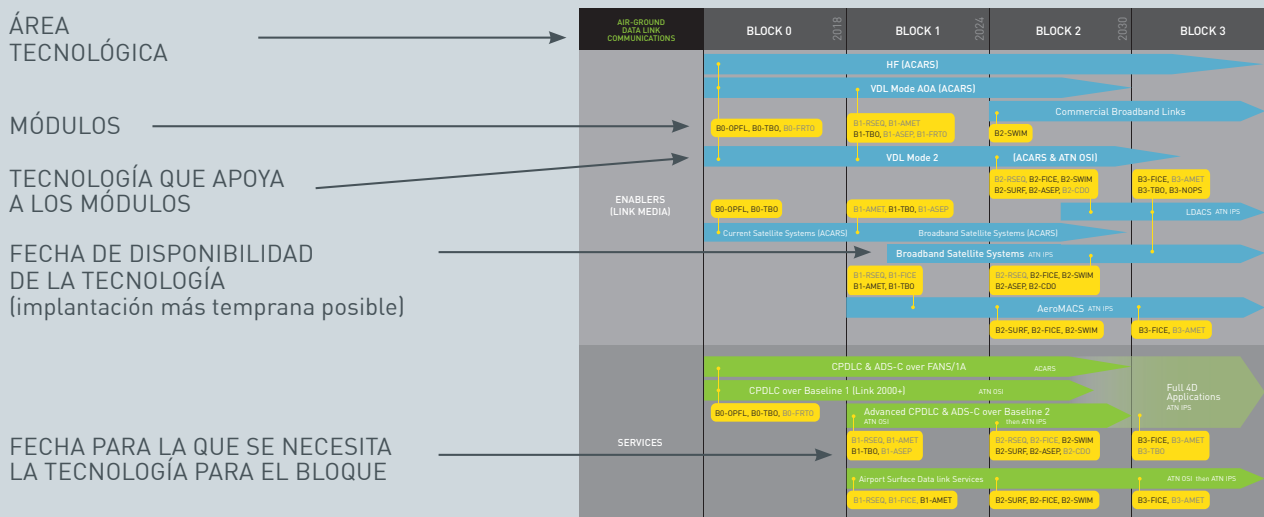 ÁREA
TECNOLÓGICA
MÓDULOS
TECNOLOGÍA QUE APOYA
A LOS MÓDULOS
FECHA DE DISPONIBILIDAD
DE LA TECNOLOGÍA
(implantación más temprana posible)
FECHA PARA LA QUE SE NECESITA
LA TECNOLOGÍA PARA EL BLOQUE
AIR-GROUND
DATA LINK
COMMUNICATIONS
BLOCK 0
2018
BLOCK 1
2024
BLOCK 2
2030
BLOCK 3
ENABLERS
(LINK MEDIA)
HF (ACARS)
VDL Mode AOA (ACARS)
Commercial Broadband Links
B0-OPFL, B0-TBO, B0-FRTO
B1-RSEQ, B1-AMET
B1-TBO, B1-ASEP, B1-FRTO
B2-SWIM
VDL Mode 2 (ACARS & ATN OSI)
B2-RSEQ, B2-FICE, B2-SWIM
B2-SURF, B2-ASEP, B2-CDO
B3-FICE, B3-AMET
B3-TBO, B3-NOPS
B0-OPFL, B0-TBO
B1-AMET, B1-TBO, B1-ASEP
LDACS ATN IPS
Current Satellite Systems (ACARS)
Broadband Satellite Systems (ACARS)
Broadband Satellite Systems ATN IPS
B1-RSEQ, B1-FICE
B1-AMET, B1-TBO
B2-RSEQ, B2-FICE, B2-SWIM
B2-ASEP, B2-CDO
AeroMACS ATN IPS
B2-SURF, B2-FICE, B2-SWIM
B3-FICE, B3-AMET
SERVICES
CPDLC & ADS-C over FANS/1A ACARS
CPDLC over Baseline 1 (Link 2000+) ATN OSI
Full 4D
Applications
ATN IPS
B0-OPFL, B0-TBO, B0-FRTO
Advanced CPDLC & ADS-C over Baseline 2
ATN OSI then ATN IPS
B1-RSEQ, B1-AMET
B1-TBO, B1-ASEP
B2-RSEQ, B2-FICE, B2-SWIM
B2-SURF, B2-ASEP, B2-CDO
B3-FICE, B3-AMET
B3-TBO
Airport Surface Data link Services ATN OSI then ATN IPS
B1-RSEQ, B1-FICE, B1-AMET
B2-SURF, B2-FICE, B2-SWIM
B3-FICE, B3-AMET